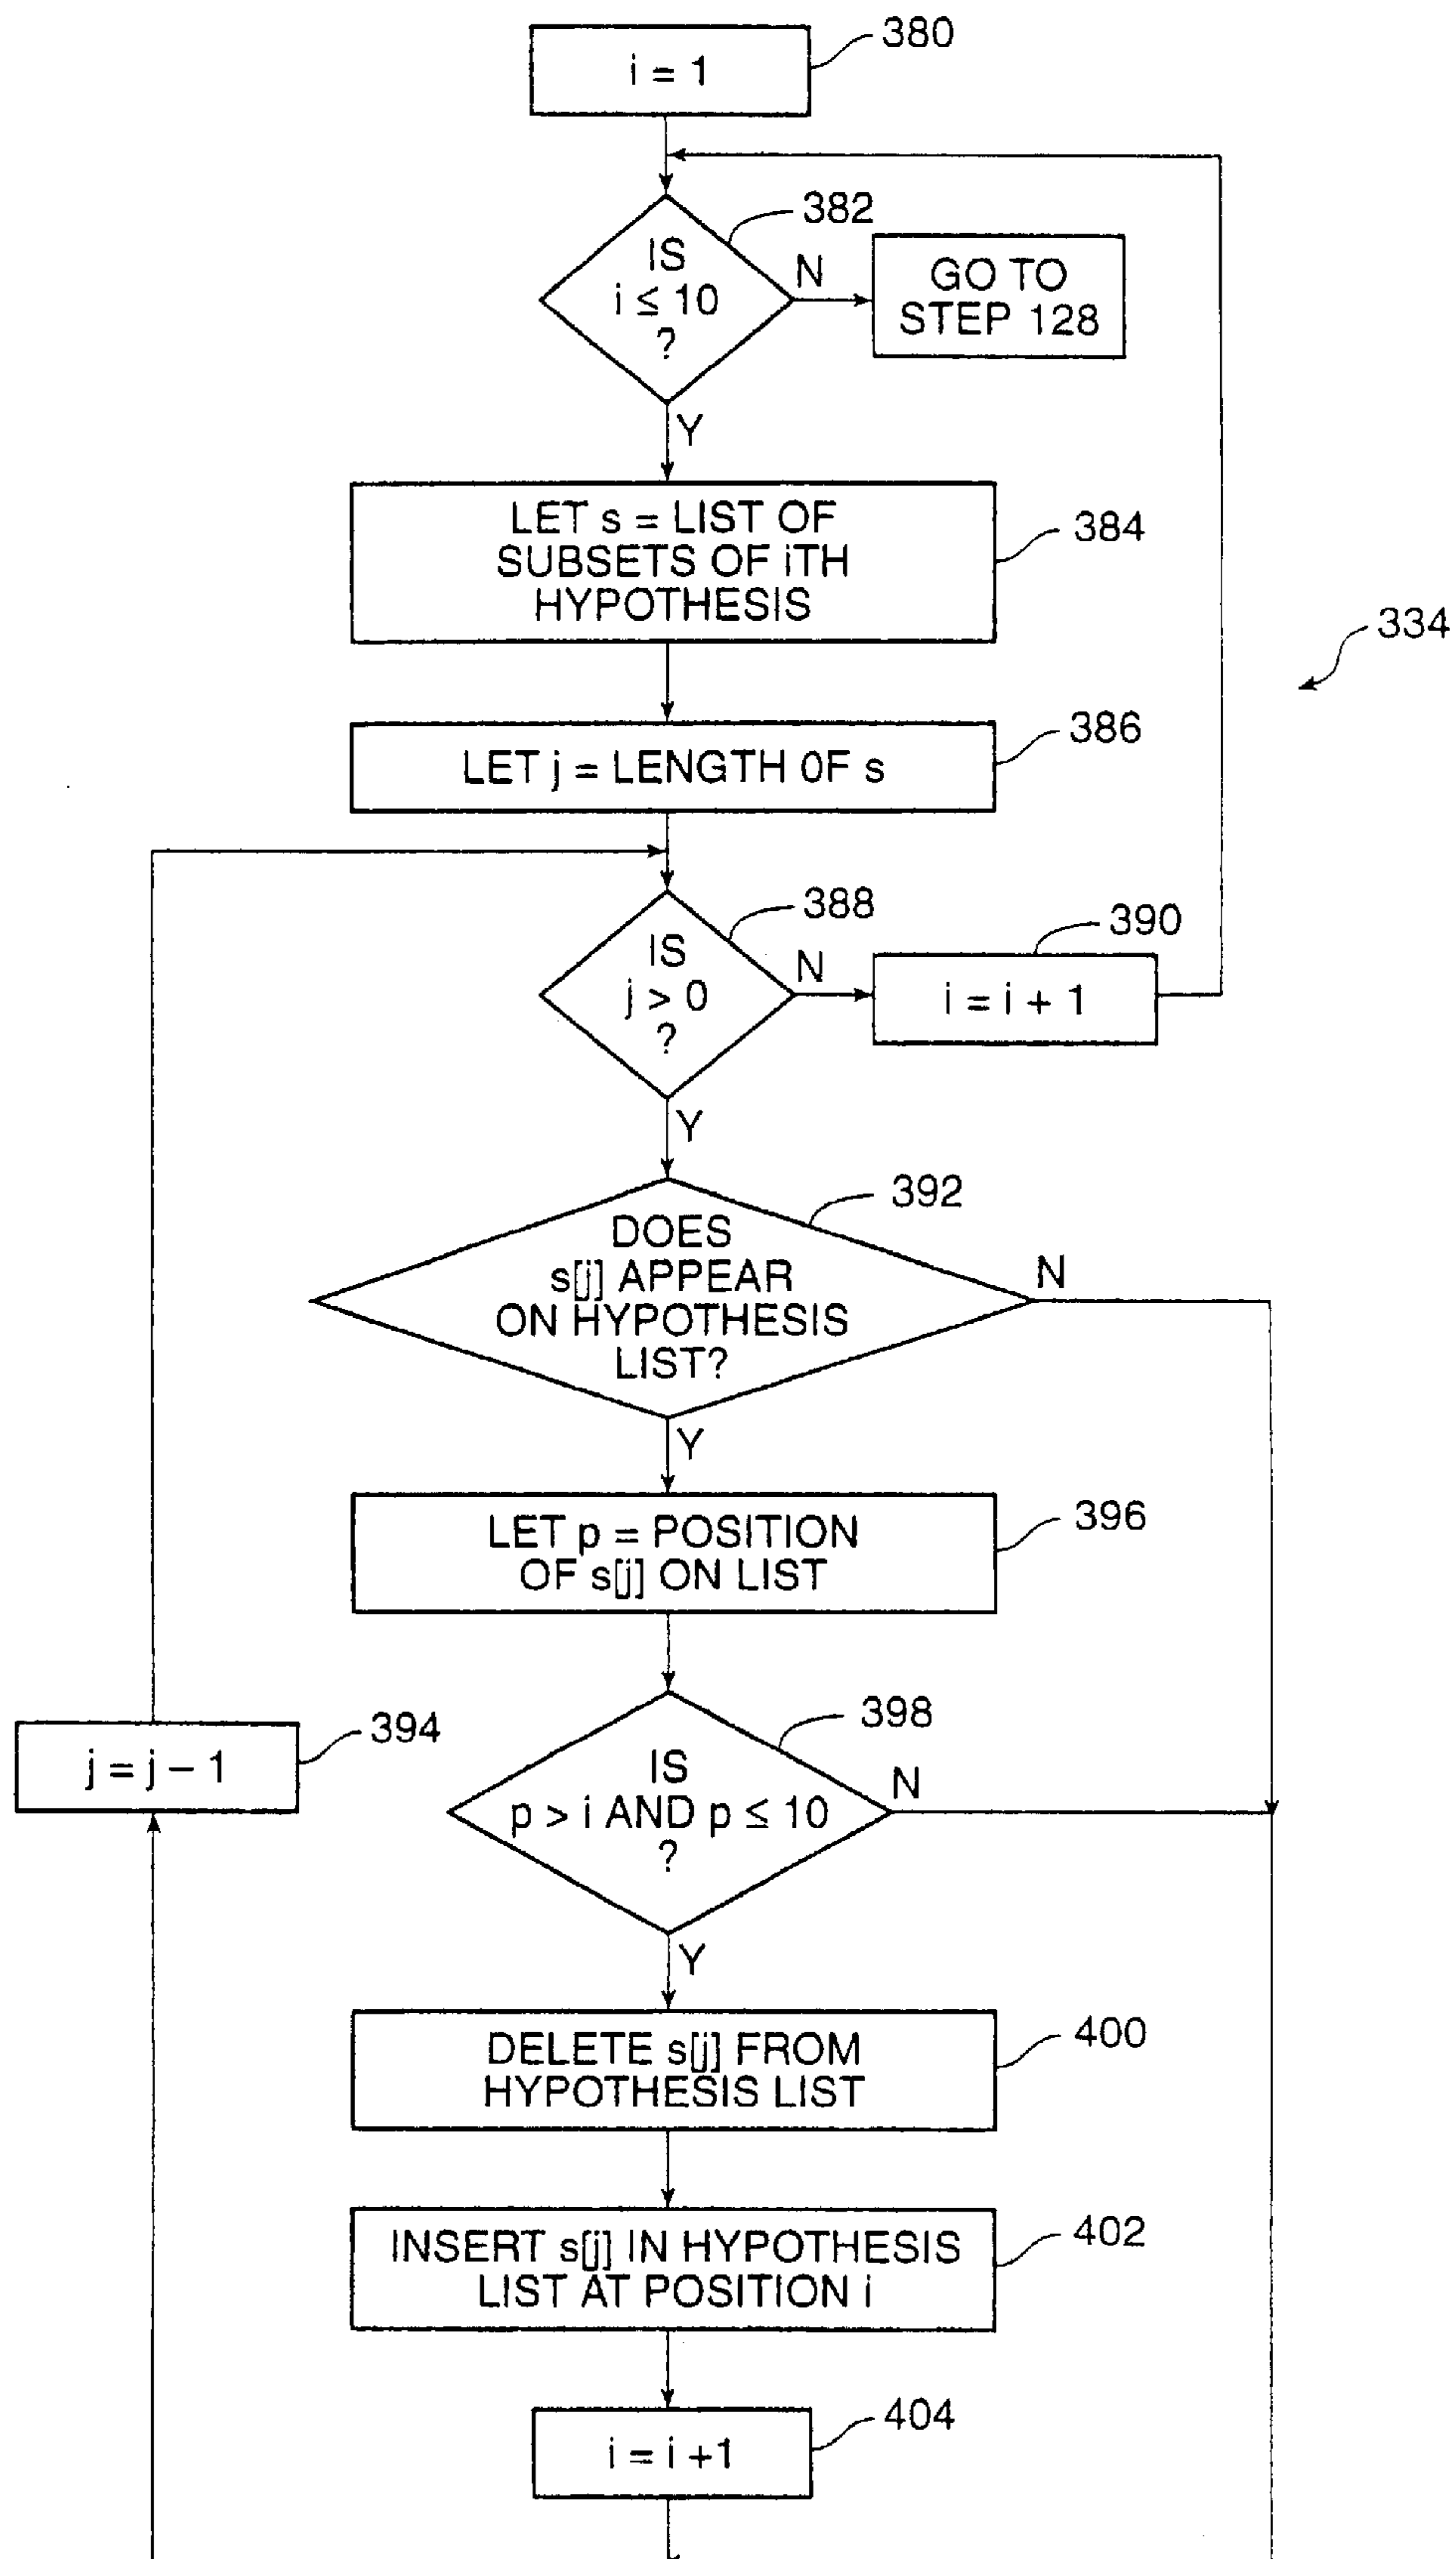 380
i = 1
382
IS
i ≤ 10
?
N
GO TO
STEP 128
Y
LET s = LIST OF
SUBSETS OF iTH
HYPOTHESIS
384
334
386
LET j = LENGTH OF s
388
390
IS
j > 0
?
N
i = i + 1
Y
392
DOES
s[j] APPEAR
ON HYPOTHESIS
LIST?
N
Y
LET p = POSITION
OF s[j] ON LIST
396
398
394
j = j – 1
IS
p > i AND p ≤ 10
?
N
Y
DELETE s[j] FROM
HYPOTHESIS LIST
400
INSERT s[j] IN HYPOTHESIS
LIST AT POSITION i
402
404
i = i +1